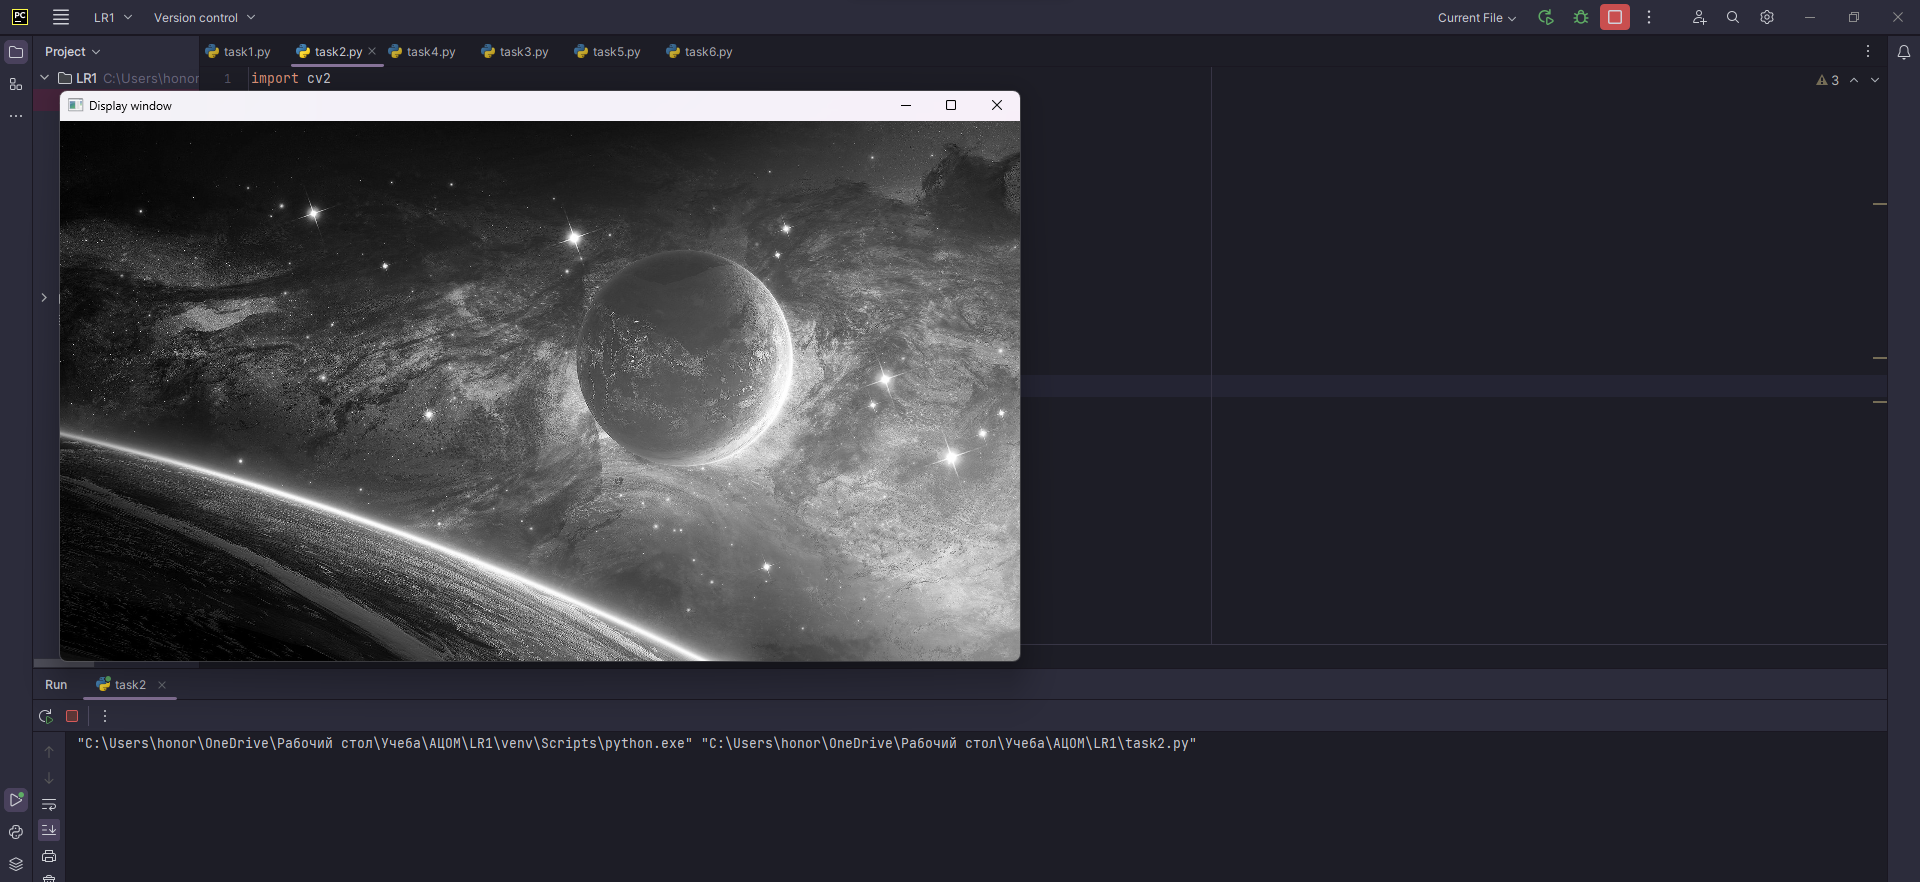 PC LR1 Version control Current File
Project task1.py task2.py task4.py task3.py task5.py task6.py
LR1 C:\Users\honor 1 import cv2 3
Display window
Run task2
"C:\Users\honor\OneDrive\Рабочий стол\Учеба\АЦОМ\LR1\venv\Scripts\python.exe" "C:\Users\honor\OneDrive\Рабочий стол\Учеба\АЦОМ\LR1\task2.py"